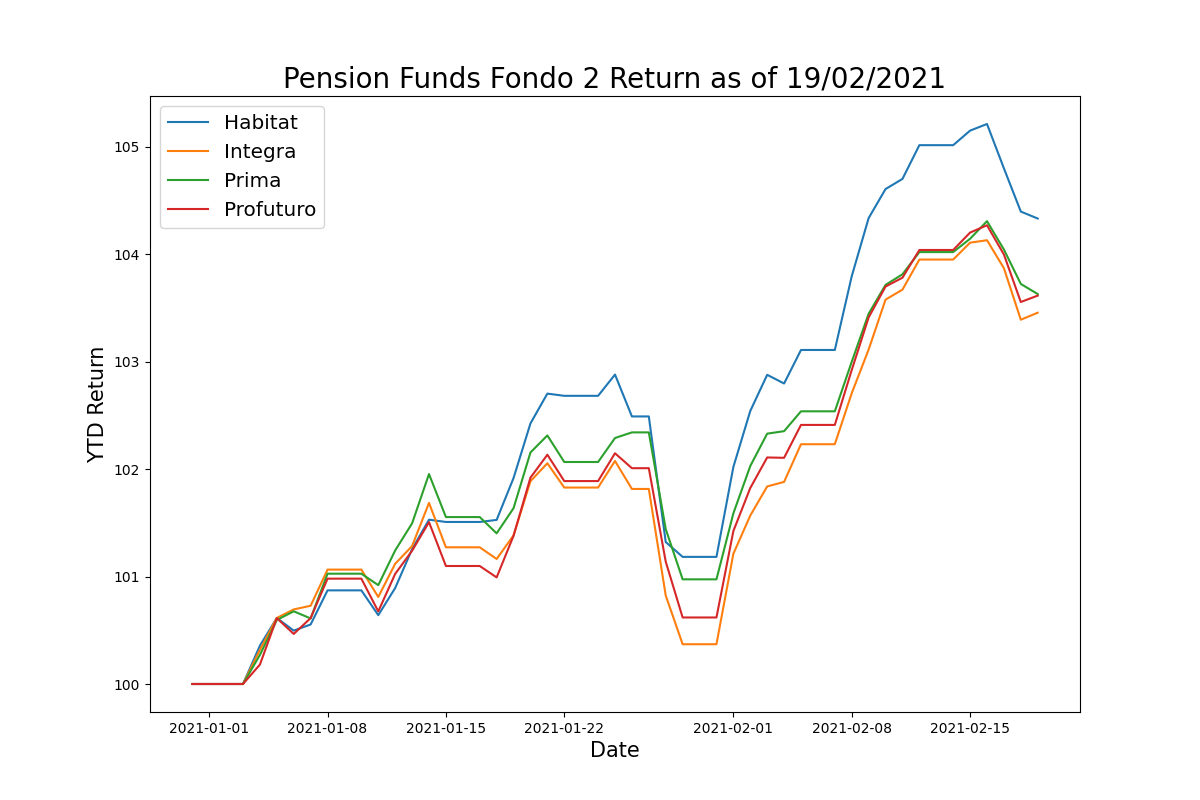 Pension Funds Fondo 2 Return as of 19/02/2021
Habitat
Integra
Prima
Profuturo
YTD Return
105
104
103
102
101
100
2021-01-01 2021-01-08 2021-01-15 2021-01-22 2021-02-01 2021-02-08 2021-02-15
Date